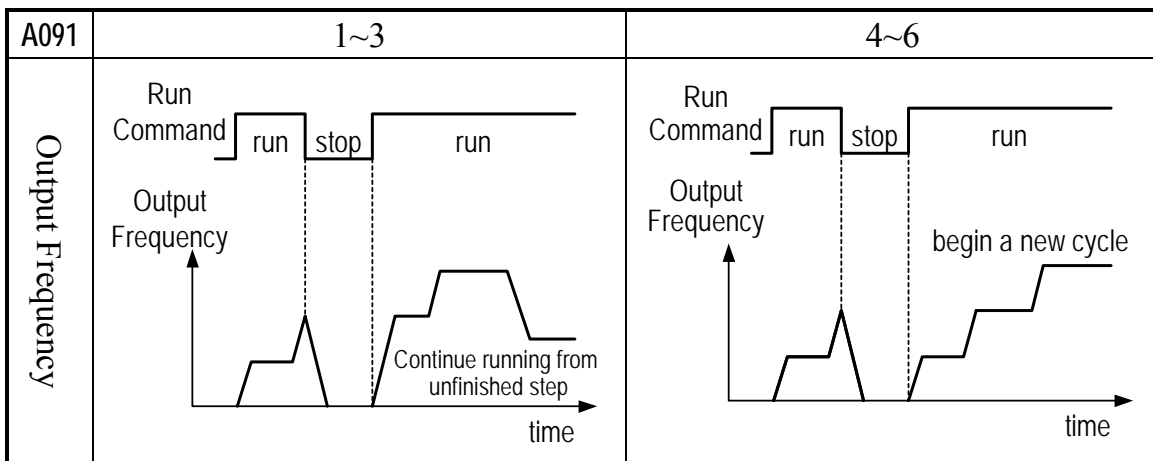 A091
1~3
4~6
Output Frequency
Run
Command
run
stop
run
Output
Frequency
Continue running from
unfinished step
time
Run
Command
run
stop
run
Output
Frequency
begin a new cycle
time